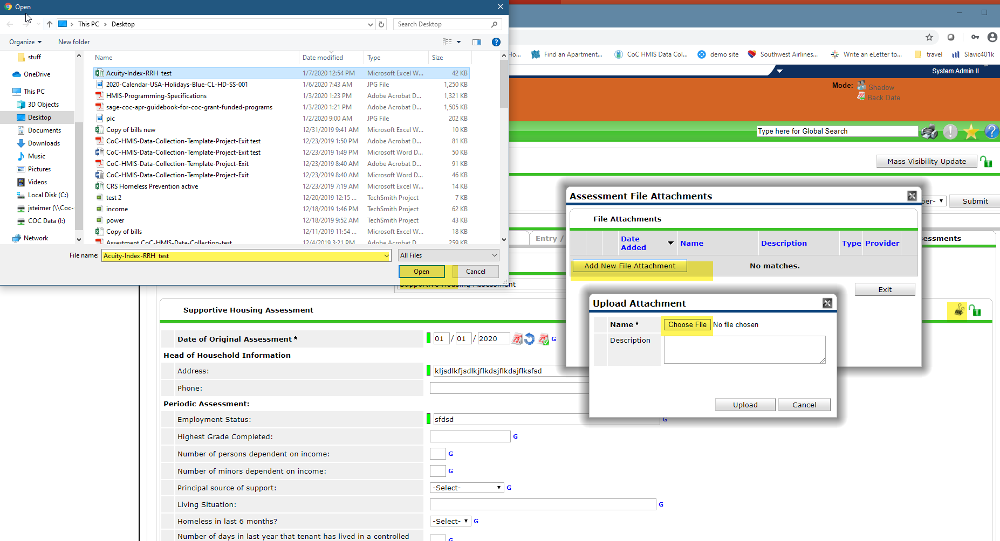 Open
This PC > Desktop
Search Desktop
Organize
New folder
stuff
OneDrive
This PC
3D Objects
Desktop
Documents
Downloads
Music
Pictures
Videos
Local Disk (C:)
jsteimer (\\Coc-
COC Data (I:)
Network
Name Date modified Type Size
Acuity-Index-RRH test 1/7/2020 12:54 PM Microsoft Excel W... 42 KB
2020-Calendar-USA-Holidays-Blue-CL-HD-SS-001 1/6/2020 7:43 AM JPG File 1,250 KB
HMIS-Programming-Specifications 1/3/2020 1:23 PM Adobe Acrobat D... 1,321 KB
sage-coc-apr-guidebook-for-coc-grant-funded-programs 1/3/2020 1:21 PM Adobe Acrobat D... 1,505 KB
pic 1/2/2020 9:00 AM JPG File 202 KB
Copy of bills new 12/31/2019 9:41 AM Microsoft Excel W... 10 KB
CoC-HMIS-Data-Collection-Template-Project-Exit test 12/23/2019 1:50 PM Adobe Acrobat D... 81 KB
CoC-HMIS-Data-Collection-Template-Project-Exit test 12/23/2019 1:49 PM Microsoft Word D... 50 KB
CoC-HMIS-Data-Collection-Template-Project-Exit 12/23/2019 8:40 AM Adobe Acrobat D... 91 KB
CoC-HMIS-Data-Collection-Template-Project-Exit 12/23/2019 8:40 AM Microsoft Word D... 46 KB
CRS Homeless Prevention active 12/23/2019 7:19 AM Microsoft Excel W... 14 KB
test 2 12/20/2019 12:15 ... TechSmith Project 7 KB
income 12/18/2019 1:46 PM TechSmith Project 62 KB
power 12/18/2019 9:52 AM TechSmith Project 43 KB
Copy of bills 12/11/2019 11:54 ... Microsoft Excel W... 18 KB
Assestment CoC-HMIS-Data-Collection-test 12/4/2019 3:21 PM Adobe Acrobat D... 259 KB
File name: Acuity-Index-RRH test
All Files
Open
Cancel
Ho...
Find an Apartment...
CoC HMIS Data Col...
demo site
Southwest Airlines...
Write an eLetter to...
travel
Slavic401k
System Admin II
Mode: Shadow
Back Date
Type here for Global Search
Mass Visibility Update
ber-
Submit
Entry /
sessments
Assessment File Attachments
File Attachments
Date Added Name Description Type Provider
Add New File Attachment
No matches.
Exit
Upload Attachment
Name * Choose File No file chosen
Description
Upload
Cancel
Supportive Housing Assessment
Supportive Housing Assessment
Date of Original Assessment * 01 / 01 / 2020 G
Head of Household Information
Address: kljsdlkfjsdlkjflkdsjflkdsjflksfsd
Phone:
Periodic Assessment:
Employment Status: sfdsd G
Highest Grade Completed: G
Number of persons dependent on income: G
Number of minors dependent on income: G
Principal source of support: -Select- G
Living Situation: G
Homeless in last 6 months? -Select- G
Number of days in last year that tenant has lived in a controlled G